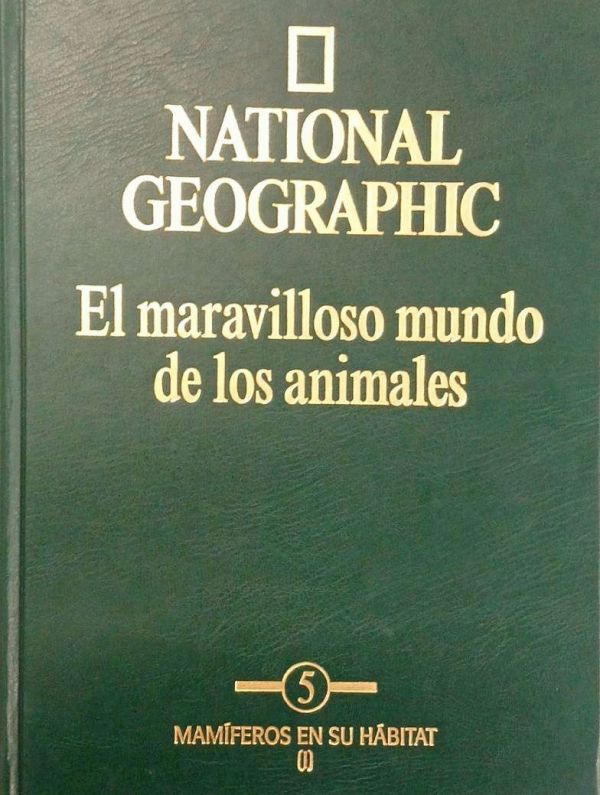 NATIONAL
GEOGRAPHIC
El maravilloso mundo
de los animales
5
MAMÍFEROS EN SU HÁBITAT
(I)